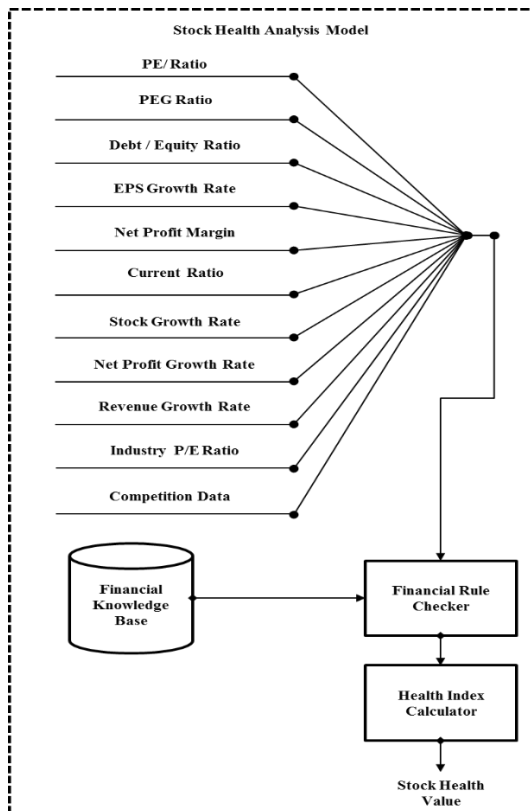 Stock Health Analysis Model
PE/ Ratio
PEG Ratio
Debt / Equity Ratio
EPS Growth Rate
Net Profit Margin
Current Ratio
Stock Growth Rate
Net Profit Growth Rate
Revenue Growth Rate
Industry P/E Ratio
Competition Data
Financial
Knowledge
Base
Financial Rule
Checker
Health Index
Calculator
Stock Health
Value